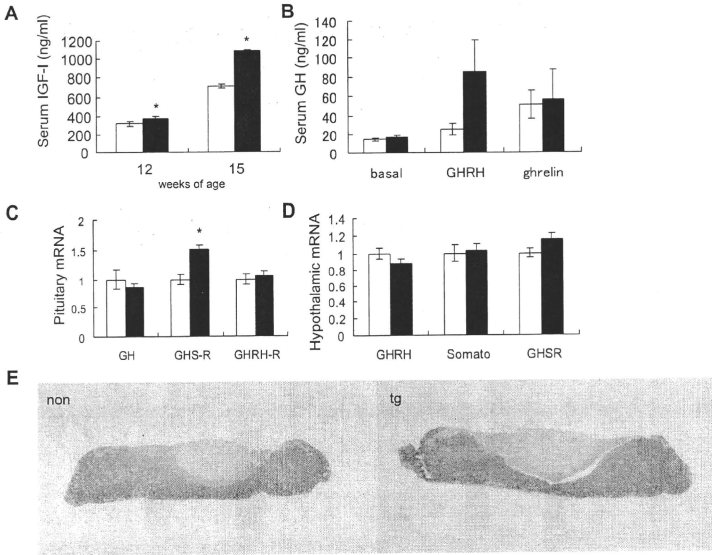 A
Serum IGF-I (ng/ml)
1200
1000
800
600
400
200
0
*
*
12
15
weeks of age
B
Serum GH (ng/ml)
140
120
100
80
60
40
20
0
basal
GHRH
ghrelin
C
Pituitary mRNA
2
1.5
1
0.5
0
*
GH
GHS-R
GHRH-R
D
Hypothalamic mRNA
1.4
1.2
1
0.8
0.6
0.4
0.2
0
GHRH
Somato
GHSR
E
non
tg